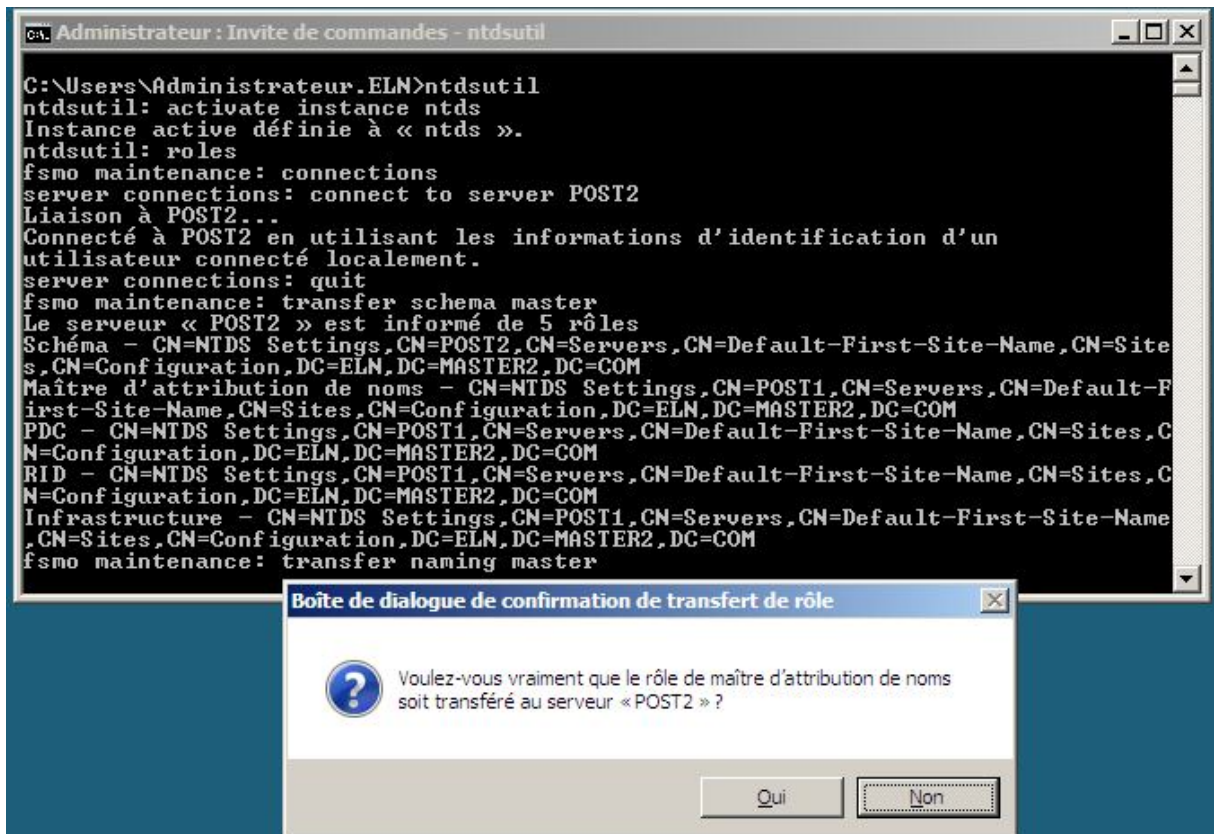 Administrateur : Invite de commandes - ntdsutil
C:\Users\Administrateur.ELN>ntdsutil
ntdsutil: activate instance ntds
Instance active définie à « ntds ».
ntdsutil: roles
fsmo maintenance: connections
server connections: connect to server POST2
Liaison à POST2...
Connecté à POST2 en utilisant les informations d'identification d'un
utilisateur connecté localement.
server connections: quit
fsmo maintenance: transfer schema master
Le serveur « POST2 » est informé de 5 rôles
Schéma - CN=NTDS Settings,CN=POST2,CN=Servers,CN=Default-First-Site-Name,CN=Site
s,CN=Configuration,DC=ELN,DC=MASTER2,DC=COM
Maître d'attribution de noms - CN=NTDS Settings,CN=POST1,CN=Servers,CN=Default-F
irst-Site-Name,CN=Sites,CN=Configuration,DC=ELN,DC=MASTER2,DC=COM
PDC - CN=NTDS Settings,CN=POST1,CN=Servers,CN=Default-First-Site-Name,CN=Sites,C
N=Configuration,DC=ELN,DC=MASTER2,DC=COM
RID - CN=NTDS Settings,CN=POST1,CN=Servers,CN=Default-First-Site-Name,CN=Sites,C
N=Configuration,DC=ELN,DC=MASTER2,DC=COM
Infrastructure - CN=NTDS Settings,CN=POST1,CN=Servers,CN=Default-First-Site-Name
,CN=Sites,CN=Configuration,DC=ELN,DC=MASTER2,DC=COM
fsmo maintenance: transfer naming master
Boîte de dialogue de confirmation de transfert de rôle
Voulez-vous vraiment que le rôle de maître d'attribution de noms
soit transféré au serveur « POST2 » ?
Oui Non